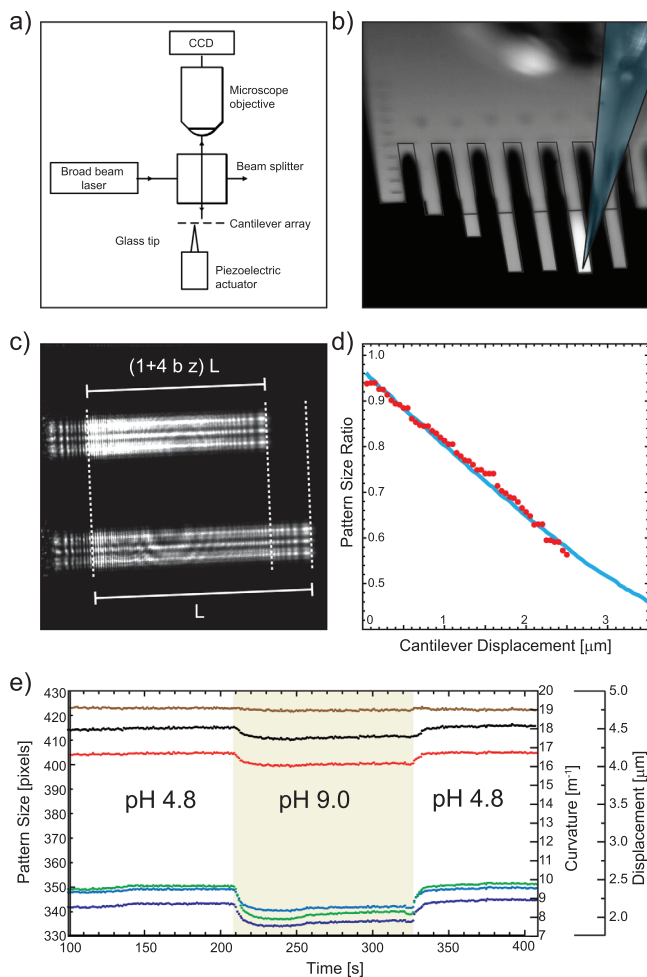 a)
CCD
Microscope
objective
Broad beam
laser
Beam splitter
Cantilever array
Glass tip
Piezoelectric
actuator
b)
c)
(1+4 b z) L
L
d)
1.0
0.9
0.8
0.7
0.6
0.5
0
1
2
3
Pattern Size Ratio
Cantilever Displacement [μm]
e)
430
420
410
400
390
380
370
360
350
340
330
Pattern Size [pixels]
pH 4.8
pH 9.0
pH 4.8
100
150
200
250
300
350
400
Time [s]
20
19
18
17
16
15
14
13
12
11
10
9
8
7
Curvature [m⁻¹]
5.0
4.5
4.0
3.5
3.0
2.5
2.0
Displacement [μm]